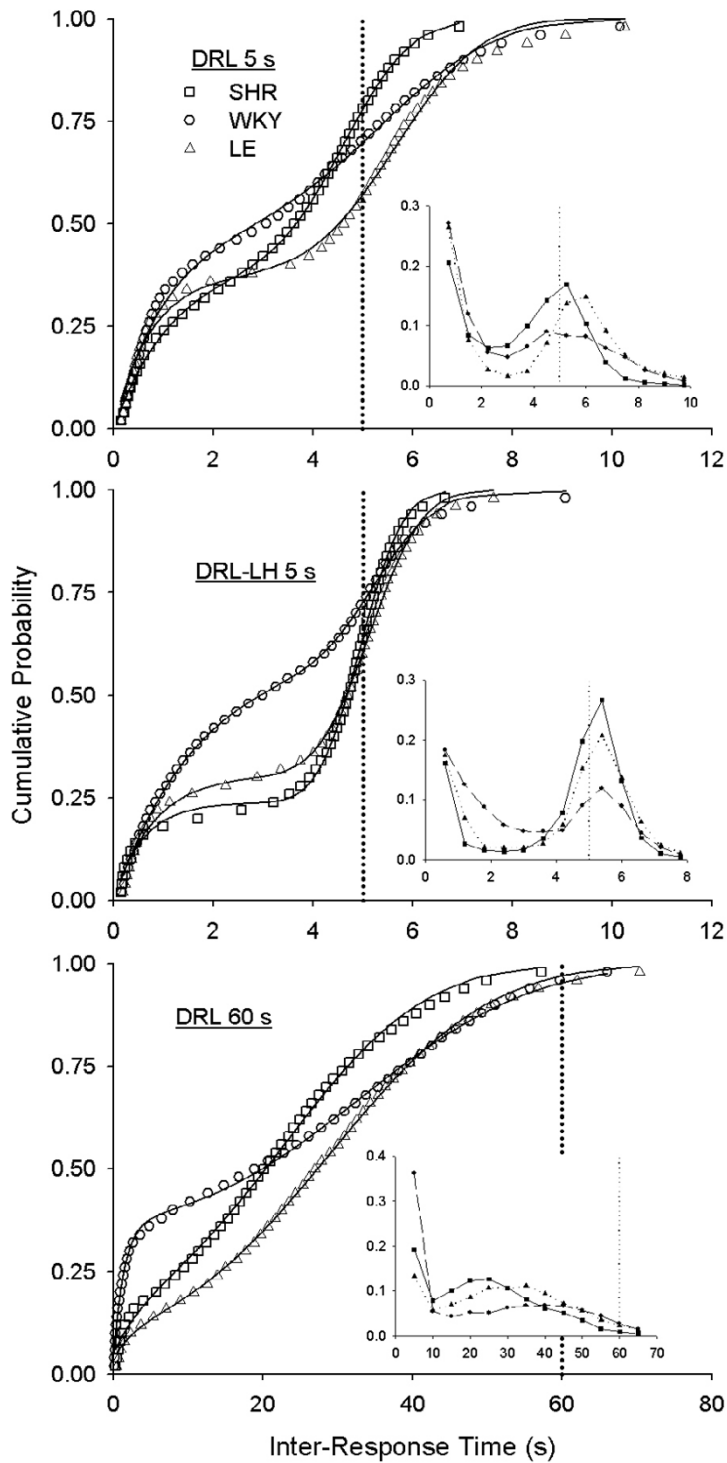 1.00
DRL 5 s
SHR
WKY
LE
0.75
0.50
0.25
0.00
0 2 4 6 8 10 12
0.3
0.2
0.1
0.0
0 2 4 6 8 10
Cumulative Probability
1.00
DRL-LH 5 s
0.75
0.50
0.25
0.00
0 2 4 6 8 10 12
0.3
0.2
0.1
0.0
0 2 4 6 8
1.00
DRL 60 s
0.75
0.50
0.25
0.00
0 20 40 60 80
0.4
0.3
0.2
0.1
0.0
0 10 20 30 40 50 60 70
Inter-Response Time (s)